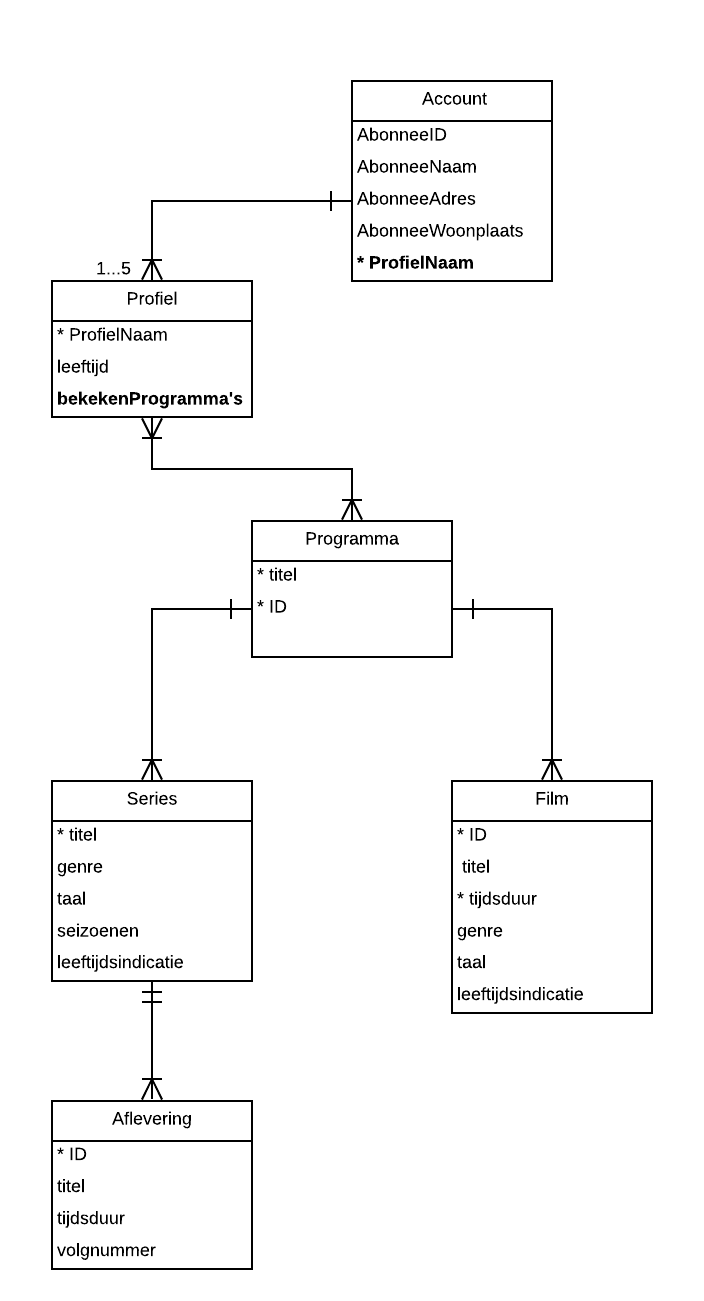 Account
AbonneeID
AbonneeNaam
AbonneeAdres
AbonneeWoonplaats
* ProfielNaam
1...5
Profiel
* ProfielNaam
leeftijd
bekekenProgramma's
Programma
* titel
* ID
Series
* titel
genre
taal
seizoenen
leeftijdsindicatie
Film
* ID
titel
* tijdsduur
genre
taal
leeftijdsindicatie
Aflevering
* ID
titel
tijdsduur
volgnummer